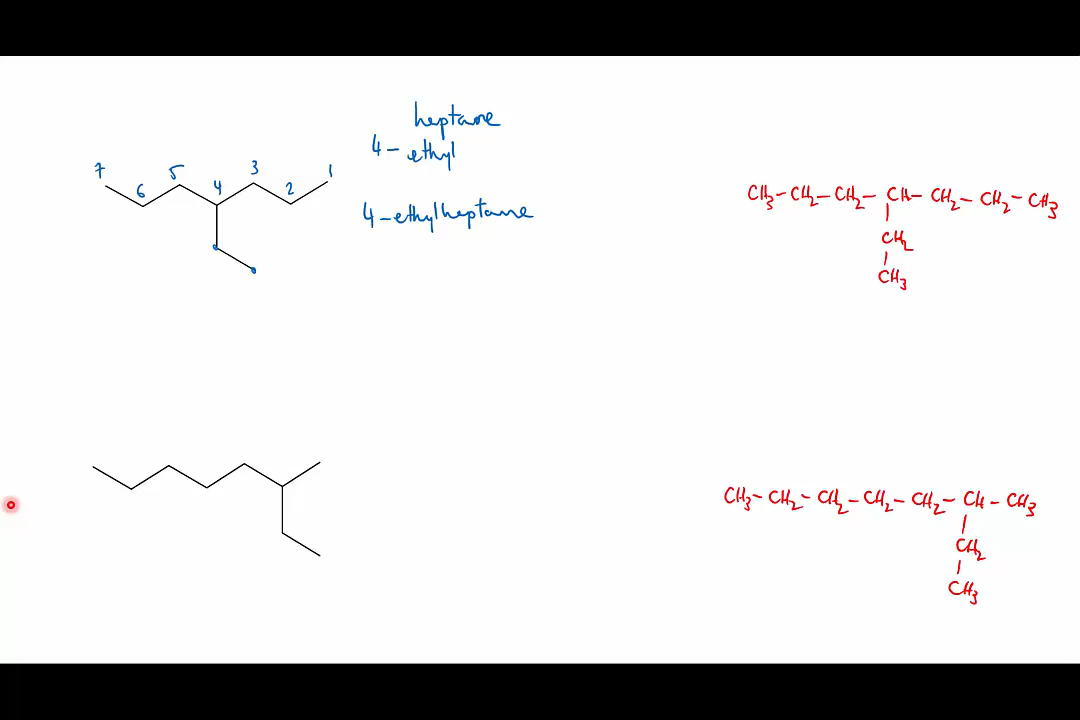 heptane
4- ethyl
7 6 5 4 3 2 1
4-ethylheptane
CH3-CH2-CH2-CH-CH2-CH2-CH3
CH2
CH3
CH3-CH2-CH2-CH2-CH2-CH-CH3
CH2
CH3